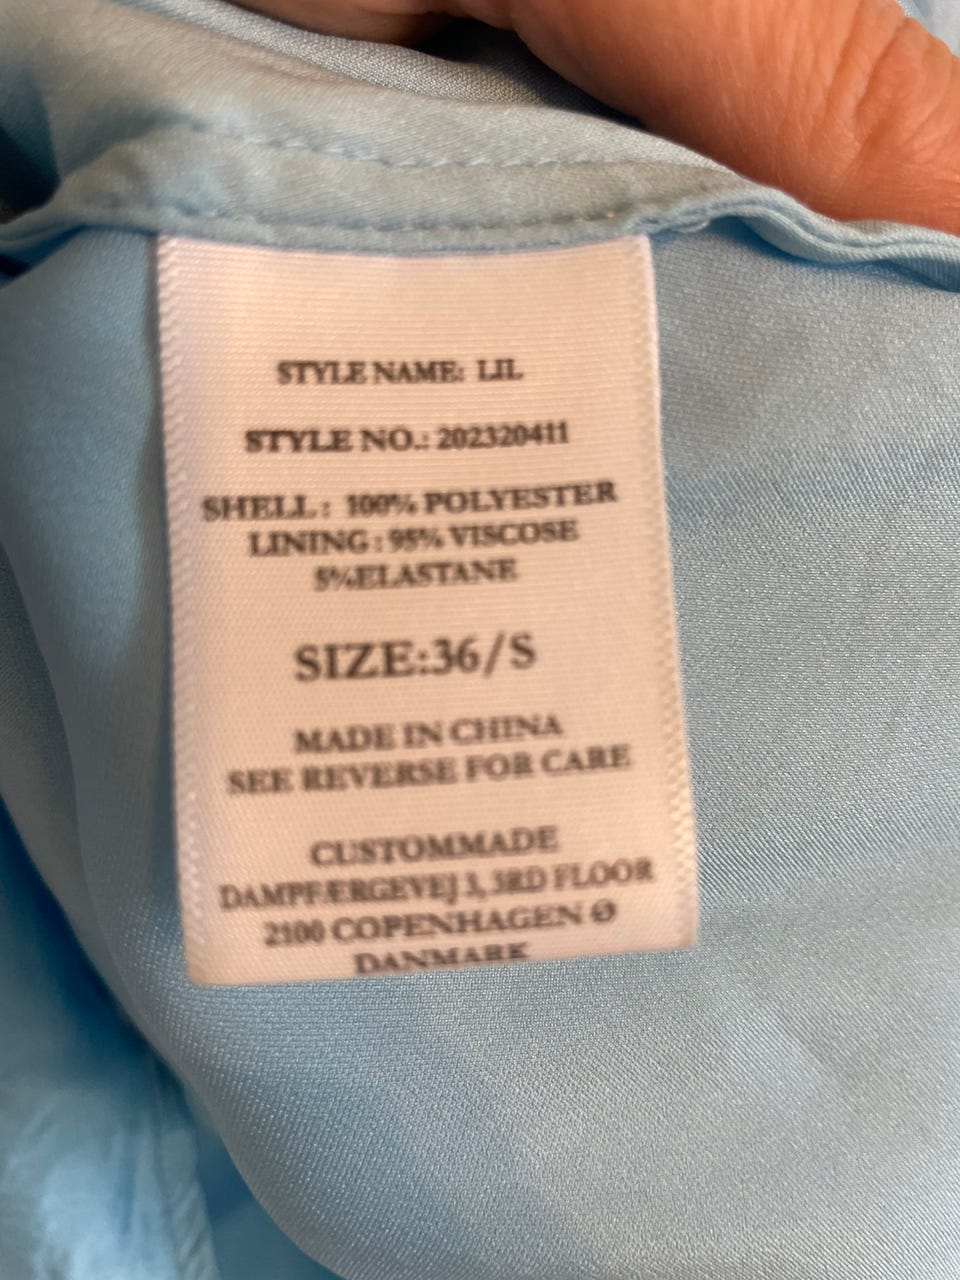 STYLE NAME: LIL
STYLE NO.: 202320411
SHELL: 100% POLYESTER
LINING: 95% VISCOSE
5%ELASTANE
SIZE:36/S
MADE IN CHINA
SEE REVERSE FOR CARE
CUSTOMMADE
DAMPFÆRGEVEJ 3, 3RD FLOOR
2100 COPENHAGEN Ø
DANMARK